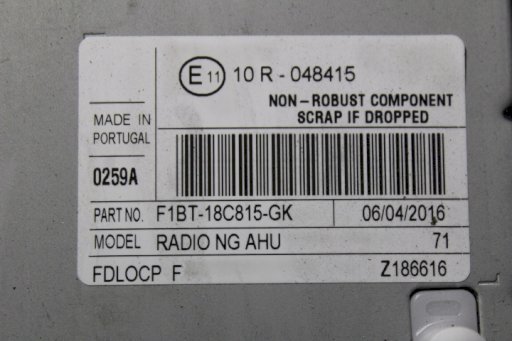 E 11 10 R - 048415
NON-ROBUST COMPONENT
SCRAP IF DROPPED
MADE IN
PORTUGAL
0259A
PART NO. F1BT-18C815-GK 06/04/2016
MODEL RADIO NG AHU 71
FDLOCP F Z186616